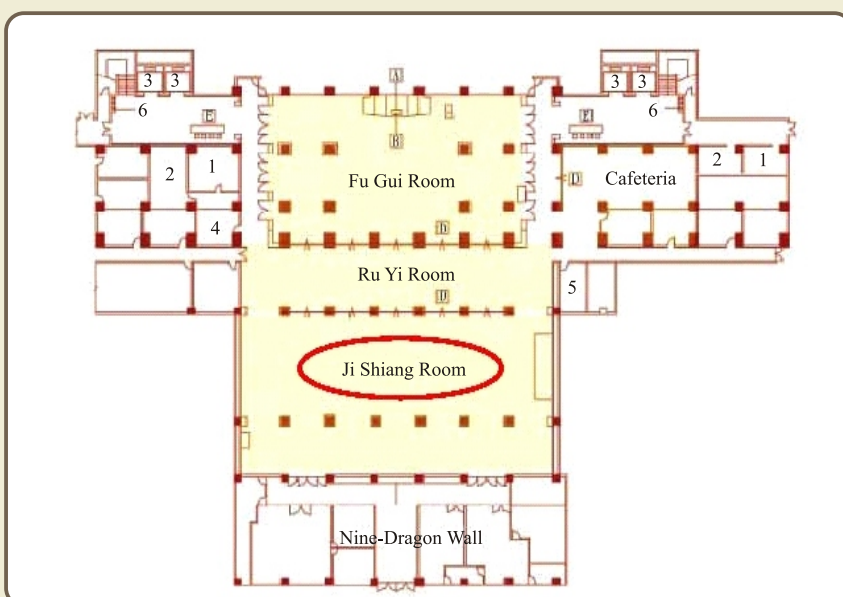 3 3
3 3
A
6
6
E
E
B
Fu Gui Room
2
1
D
Cafeteria
2
1
4
D
Ru Yi Room
D
5
Ji Shiang Room
Nine-Dragon Wall